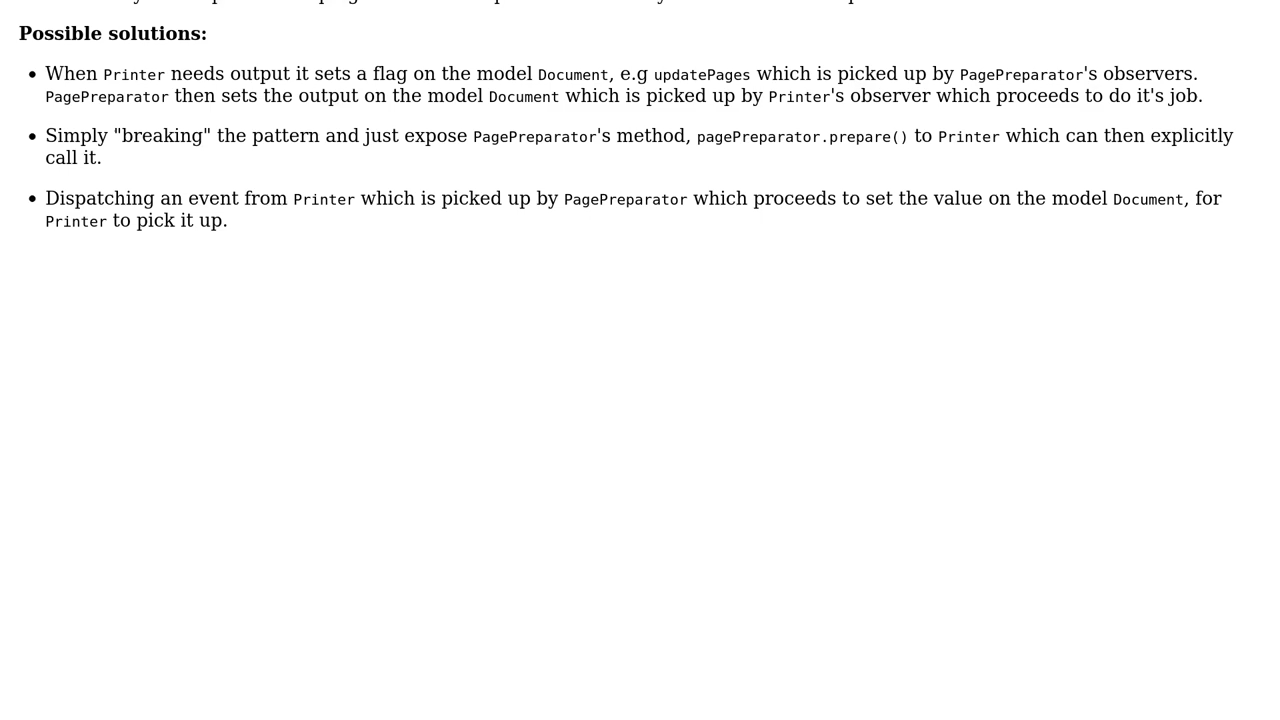 Possible solutions:
• When Printer needs output it sets a flag on the model Document, e.g updatePages which is picked up by PagePreparator's observers.
PagePreparator then sets the output on the model Document which is picked up by Printer's observer which proceeds to do it's job.
• Simply "breaking" the pattern and just expose PagePreparator's method, pagePreparator.prepare() to Printer which can then explicitly
call it.
• Dispatching an event from Printer which is picked up by PagePreparator which proceeds to set the value on the model Document, for
Printer to pick it up.